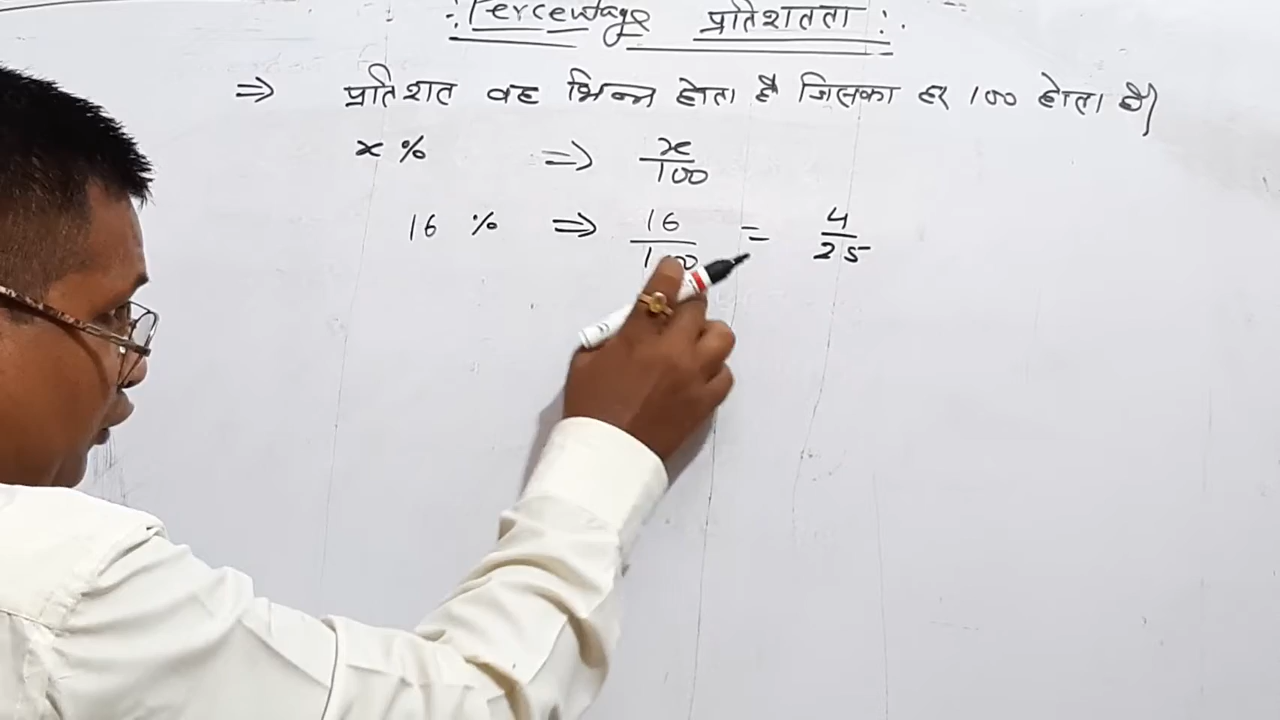 :Percentage प्रतिशतता:.
⇒ प्रतिशत वह भिन्न होता है जिसका हर 100 होता है।
x % ⇒ x/100
16 % ⇒ 16/100 = 4/25